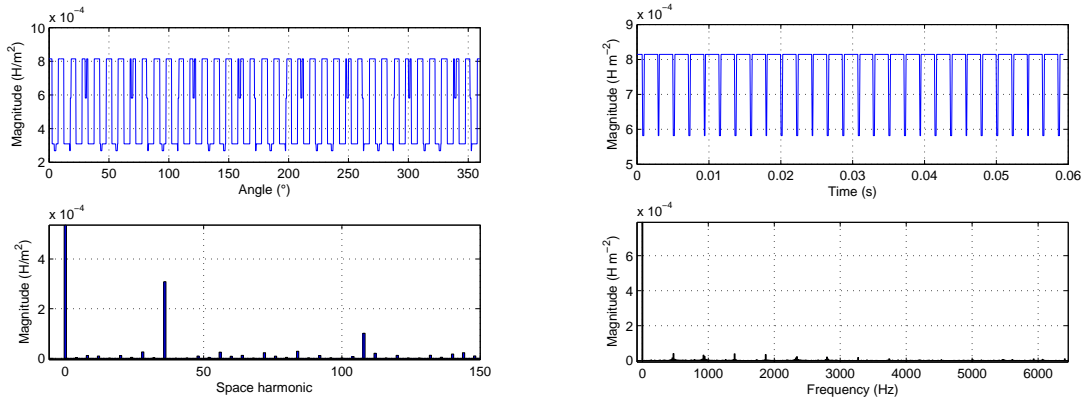 x 10−4
10
8
6
4
2
Magnitude (H/m2)
0 50 100 150 200 250 300 350
Angle (°)
x 10−4
9
8
7
6
5
Magnitude (H m−2)
0 0.01 0.02 0.03 0.04 0.05 0.06
Time (s)
x 10−4
4
2
0
Magnitude (H/m2)
0 50 100 150
Space harmonic
x 10−4
6
4
2
0
Magnitude (H m−2)
0 1000 2000 3000 4000 5000 6000
Frequency (Hz)